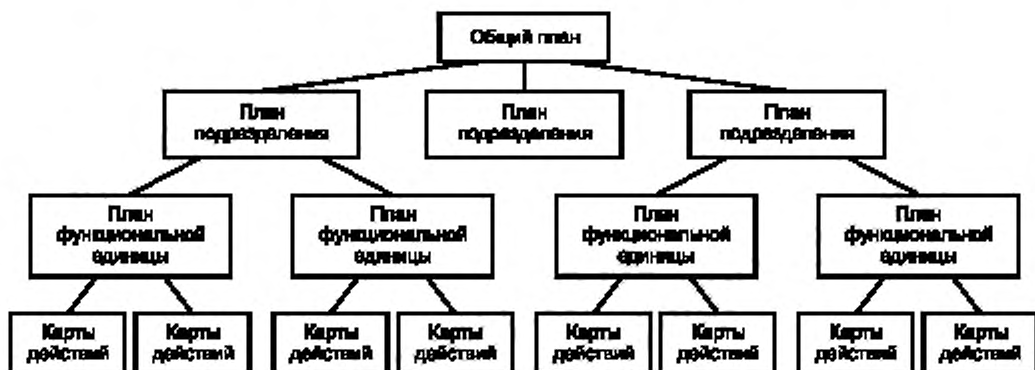 Общий план
План
подразделения
План
подразделения
План
подразделения
План
функциональной
единицы
План
функциональной
единицы
План
функциональной
единицы
План
функциональной
единицы
Карты
действий
Карты
действий
Карты
действий
Карты
действий
Карты
действий
Карты
действий
Карты
действий
Карты
действий